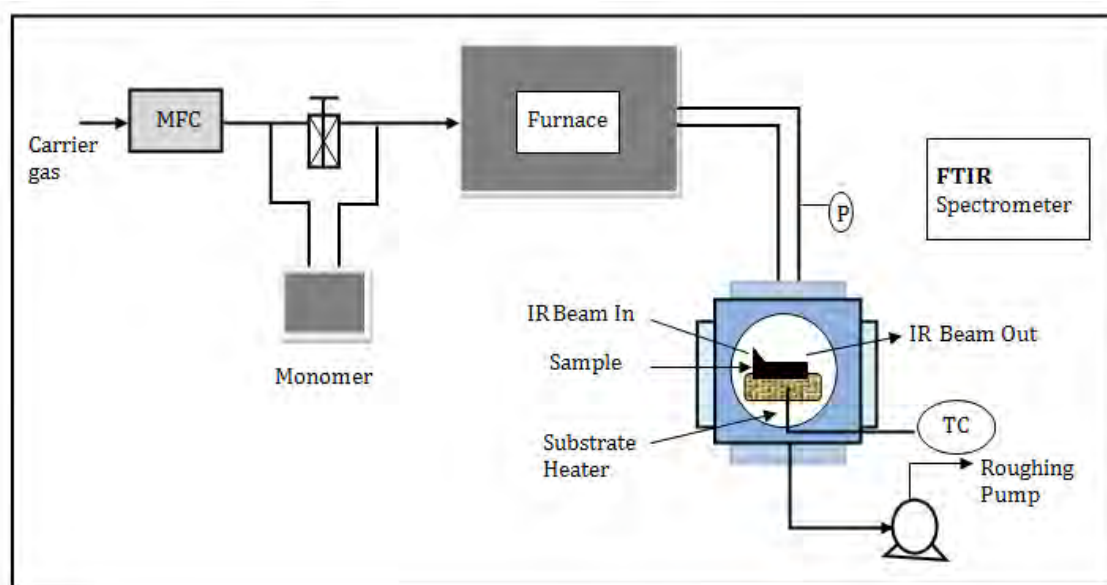 MFC
Carrier
gas
Furnace
Monomer
P
FTIR
Spectrometer
IR Beam In
IR Beam Out
Sample
Substrate
Heater
TC
Roughing
Pump